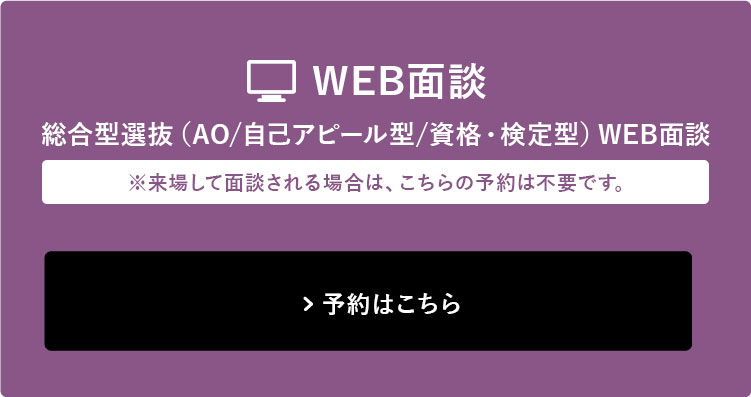 WEB面談
総合型選抜（AO/自己アピール型/資格・検定型）WEB面談
※来場して面談される場合は、こちらの予約は不要です。
予約はこちら